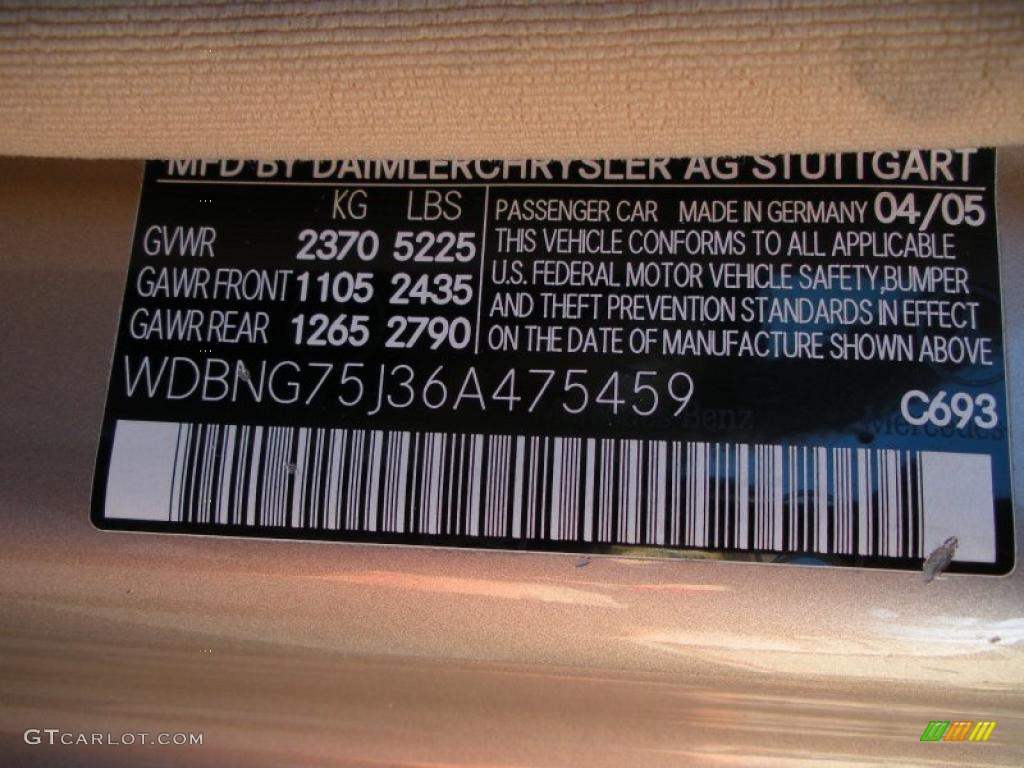 MFD BY DAIMLERCHRYSLER AG STUTTGART
KG LBS
GVWR 2370 5225
GAWR FRONT 1105 2435
GAWR REAR 1265 2790
PASSENGER CAR MADE IN GERMANY 04/05
THIS VEHICLE CONFORMS TO ALL APPLICABLE
U.S. FEDERAL MOTOR VEHICLE SAFETY, BUMPER
AND THEFT PREVENTION STANDARDS IN EFFECT
ON THE DATE OF MANUFACTURE SHOWN ABOVE
WDBNG75J36A475459
C693
Benz Mercedes
GTCARLOT.COM